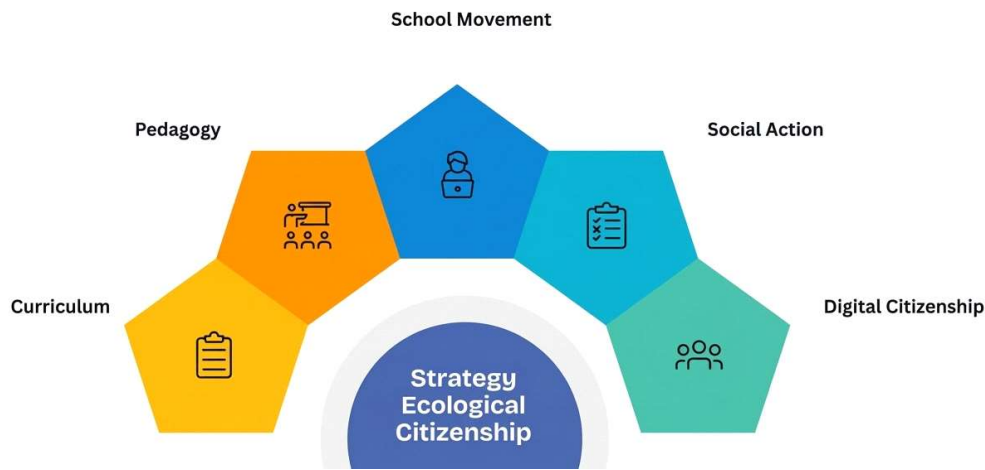 School Movement
Pedagogy
Social Action
Curriculum
Digital Citizenship
Strategy
Ecological
Citizenship